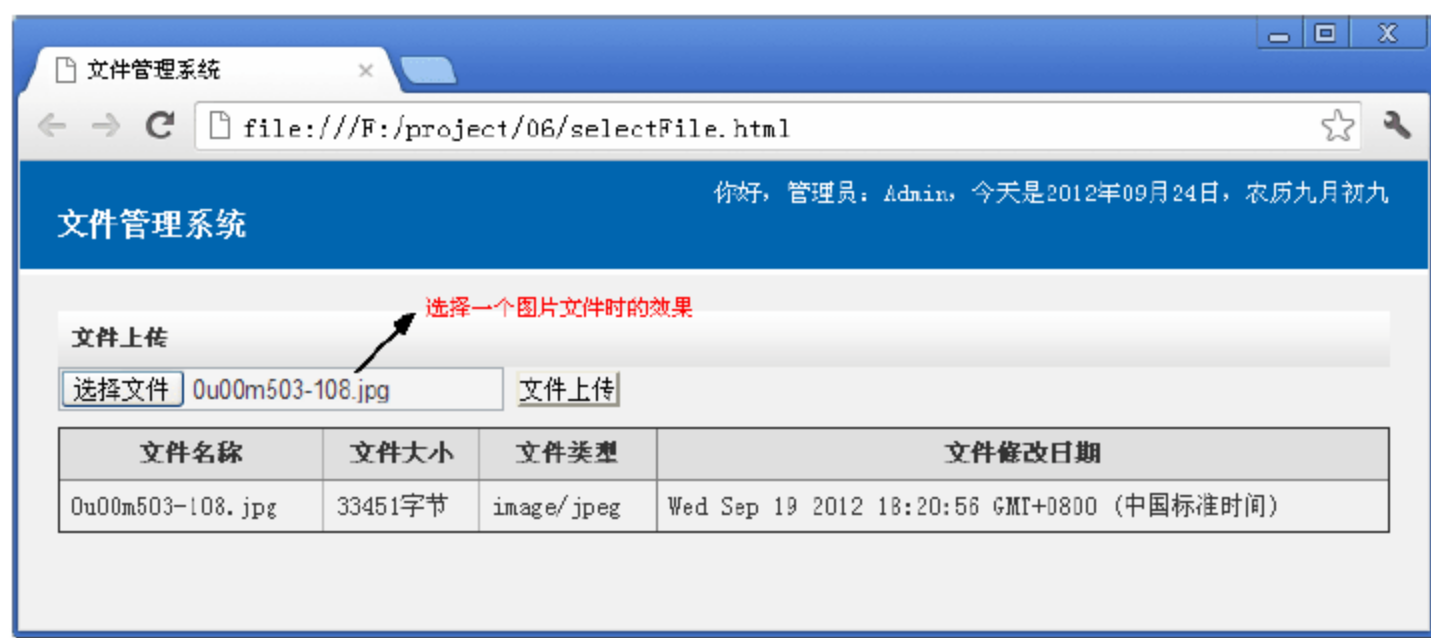 文件管理系统
file:///F:/project/06/selectFile.html
你好，管理员：Admin，今天是2012年09月24日，农历九月初九
文件管理系统
选择一个图片文件时的效果
文件上传
选择文件 0u00m503-108.jpg 文件上传
文件名称 文件大小 文件类型 文件修改日期
0u00m503-108.jpg 33451字节 image/jpeg Wed Sep 19 2012 18:20:56 GMT+0800 (中国标准时间)